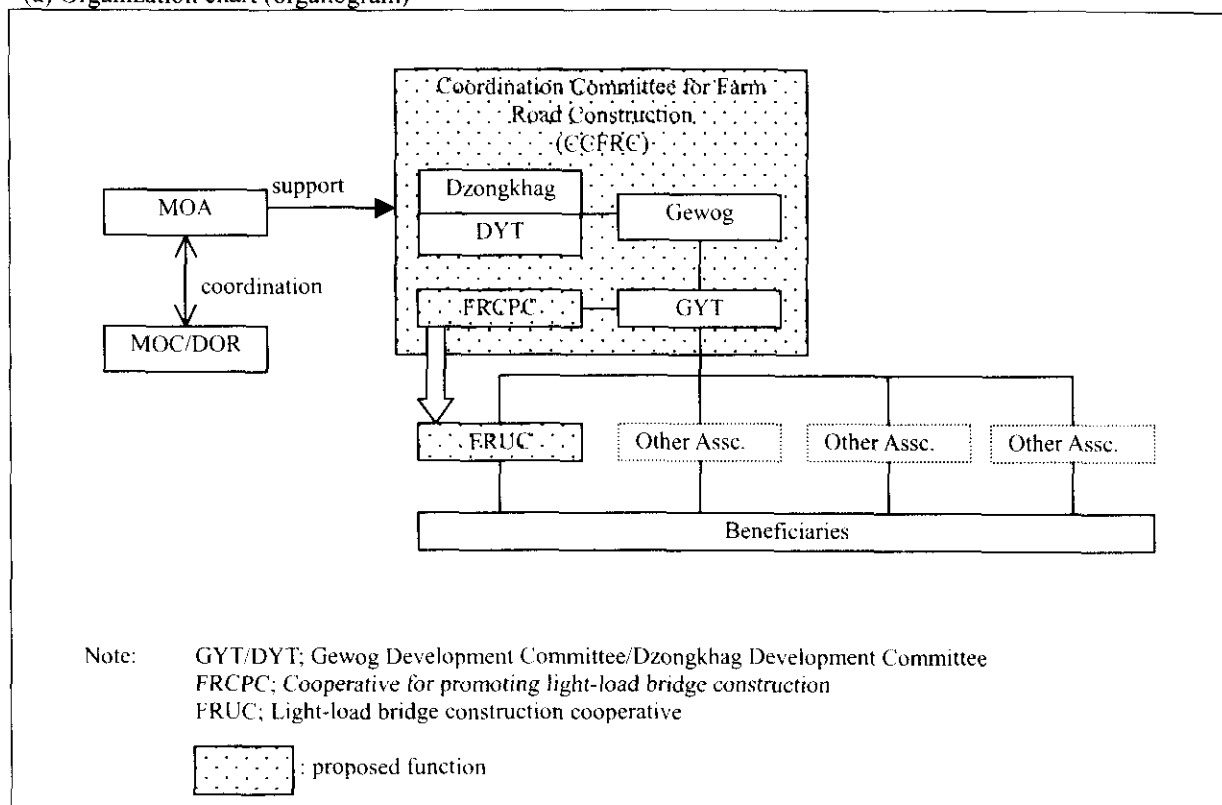 (a) Organization chart (organogram)
Coordination Committee for Farm
Road Construction
(CCFRC)
support
MOA
Dzongkhag
DYT
Gewog
coordination
FRCPC
GYT
MOC/DOR
FRUC
Other Assc.
Other Assc.
Other Assc.
Beneficiaries
Note: GYT/DYT; Gewog Development Committee/Dzongkhag Development Committee
FRCPC; Cooperative for promoting light-load bridge construction
FRUC; Light-load bridge construction cooperative
: proposed function